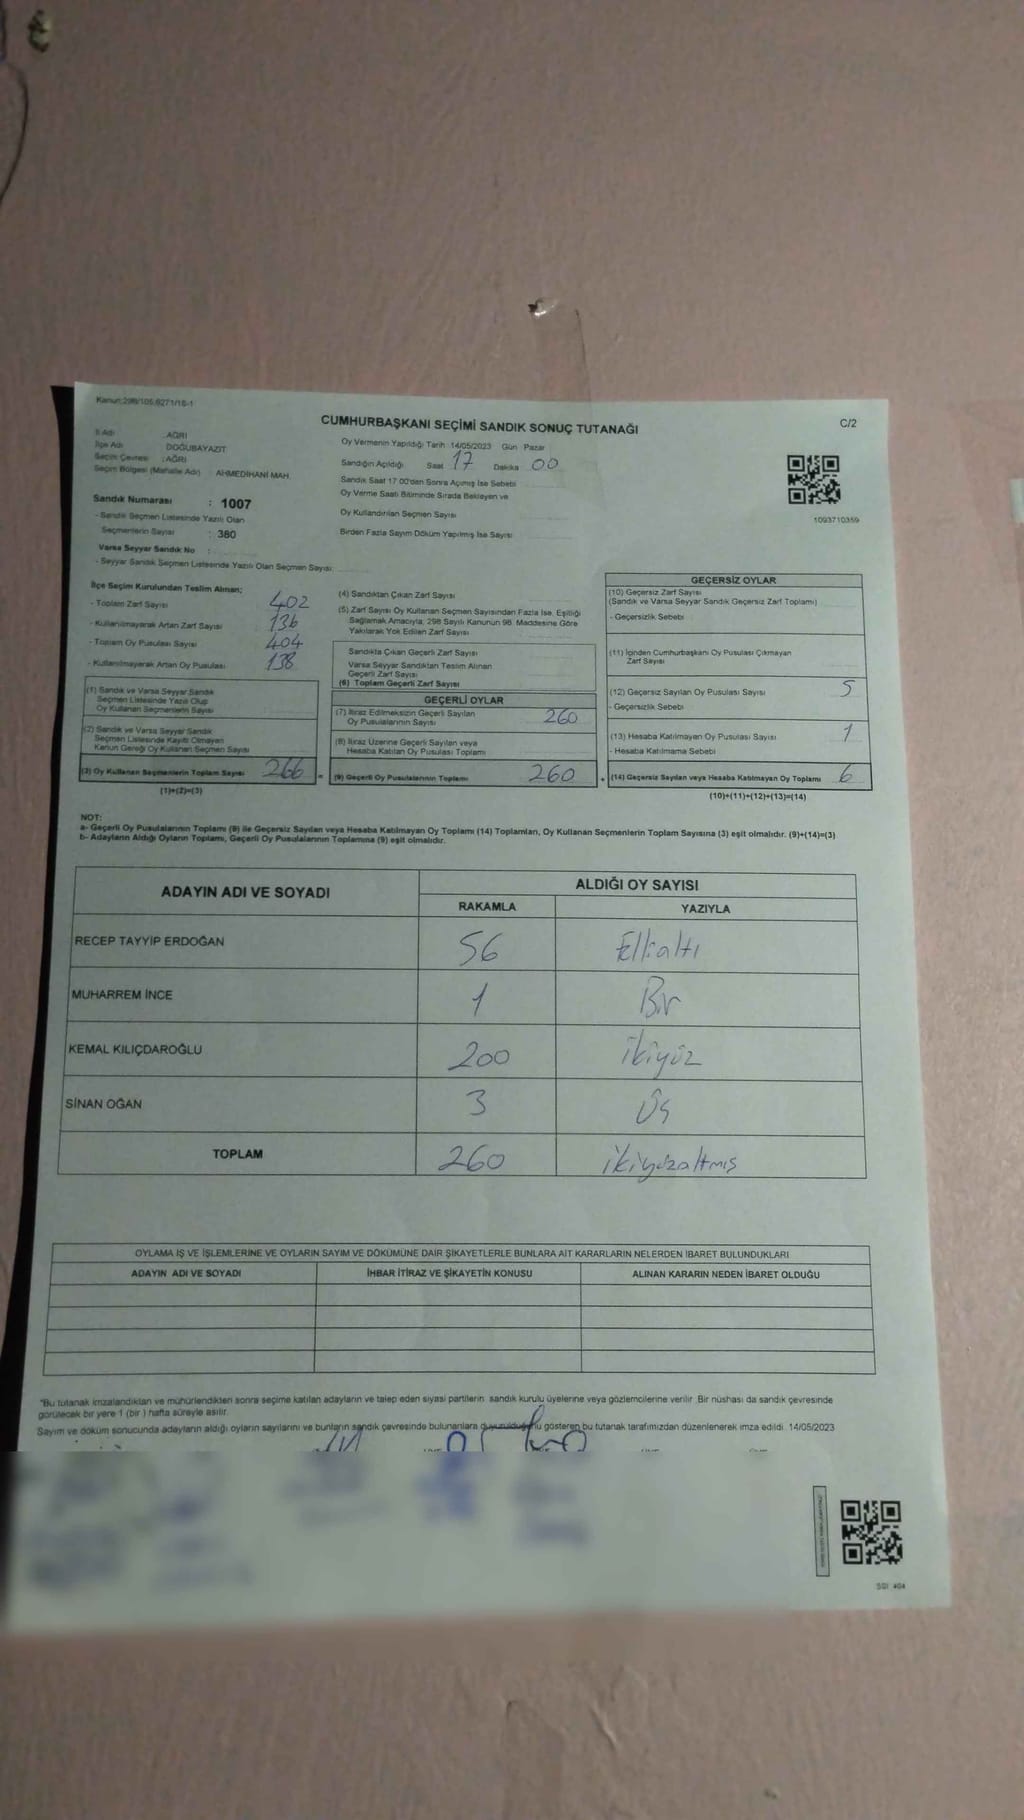 Kanun:298/105,6271/16-1
CUMHURBAŞKANI SEÇİMİ SANDIK SONUÇ TUTANAĞI
C/2
İl Adı : AĞRI
İlçe Adı : DOĞUBAYAZIT
Seçim Çevresi : AĞRI
Seçim Bölgesi (Mahalle Adı) AHMEDİHANİ MAH.
Sandık Numarası : 1007
- Sandık Seçmen Listesinde Yazılı Olan
Seçmenlerin Sayısı : 380
Varsa Seyyar Sandık No :
- Seyyar Sandık Seçmen Listesinde Yazılı Olan Seçmen Sayısı:
Oy Vermenin Yapıldığı Tarih 14/05/2023 Gün Pazar
Sandığın Açıldığı Saat 17 Dakika 00
Sandık Saat 17.00'den Sonra Açımış İse Sebebi
Oy Verme Saati Bitiminde Sırada Bekleyen ve
Oy Kullandırılan Seçmen Sayısı
Birden Fazla Sayım Döküm Yapılmış İse Sayısı
1093710359
İlçe Seçim Kurulundan Teslim Alınan;
- Toplam Zarf Sayısı 402
- Kullanılmayarak Artan Zarf Sayısı 136
- Toplam Oy Pusulası Sayısı 404
- Kullanılmayarak Artan Oy Pusulası 138
(1) Sandık ve Varsa Seyyar Sandık
Seçmen Listesinde Yazılı Olup
Oy Kullanan Seçmenlerin Sayısı
(2) Sandık ve Varsa Seyyar Sandık
Seçmen Listesinde Kayıtlı Olmayan
Kanun Gereği Oy Kullanan Seçmen Sayısı
(3) Oy Kullanan Seçmenlerin Toplam Sayısı 266
(1)+(2)=(3)
(4) Sandıktan Çıkan Zarf Sayısı
(5) Zarf Sayısı Oy Kullanan Seçmen Sayısından Fazla İse, Eşitliği
Sağlamak Amacıyla, 298 Sayılı Kanunun 98. Maddesine Göre
Yakılarak Yok Edilen Zarf Sayısı
Sandıkta Çıkan Geçerli Zarf Sayısı
Varsa Seyyar Sandıktan Teslim Alınan
Geçerli Zarf Sayısı
(6) Toplam Geçerli Zarf Sayısı
GEÇERLİ OYLAR
(7) İtiraz Edilmeksizin Geçerli Sayılan
Oy Pusulalarının Sayısı 260
(8) İtiraz Üzerine Geçerli Sayılan veya
Hesaba Katılan Oy Pusulası Toplamı
= (9) Geçerli Oy Pusulalarının Toplamı 260
GEÇERSİZ OYLAR
(10) Geçersiz Zarf Sayısı
(Sandık ve Varsa Seyyar Sandık Geçersiz Zarf Toplamı)
- Geçersizlik Sebebi
(11) İçinden Cumhurbaşkanı Oy Pusulası Çıkmayan
Zarf Sayısı
(12) Geçersiz Sayılan Oy Pusulası Sayısı 5
- Geçersizlik Sebebi
(13) Hesaba Katılmayan Oy Pusulası Sayısı 1
- Hesaba Katılmama Sebebi
+ (14) Geçersiz Sayılan veya Hesaba Katılmayan Oy Toplamı 6
(10)+(11)+(12)+(13)=(14)
NOT:
a- Geçerli Oy Pusulalarının Toplamı (9) ile Geçersiz Sayılan veya Hesaba Katılmayan Oy Toplamı (14) Toplamları, Oy Kullanan Seçmenlerin Toplam Sayısına (3) eşit olmalıdır. (9)+(14)=(3)
b- Adayların Aldığı Oyların Toplamı, Geçerli Oy Pusulalarının Toplamına (9) eşit olmalıdır.
ADAYIN ADI VE SOYADI
ALDIĞI OY SAYISI
RAKAMLA YAZIYLA
RECEP TAYYİP ERDOĞAN 56 Ellialtı
MUHARREM İNCE 1 Bir
KEMAL KILIÇDAROĞLU 200 ikiyüz
SİNAN OĞAN 3 Üç
TOPLAM 260 ikiyüzaltmış
OYLAMA İŞ VE İŞLEMLERİNE VE OYLARIN SAYIM VE DÖKÜMÜNE DAİR ŞİKAYETLERLE BUNLARA AİT KARARLARIN NELERDEN İBARET BULUNDUKLARI
ADAYIN ADI VE SOYADI İHBAR İTİRAZ VE ŞİKAYETİN KONUSU ALINAN KARARIN NEDEN İBARET OLDUĞU
*Bu tutanak imzalandıktan ve mühürlendikten sonra seçime katılan adayların ve talep eden siyasi partilerin sandık kurulu üyelerine veya gözlemcilerine verilir. Bir nüshası da sandık çevresinde
görülecek bir yere 1 (bir) hafta süreyle asılır.
Sayım ve döküm sonucunda adayların aldığı oyların sayılarını ve bunların sandık çevresinde bulunanlara duyurulduğunu gösteren bu tutanak tarafımızdan düzenlenerek imza edildi. 14/05/2023